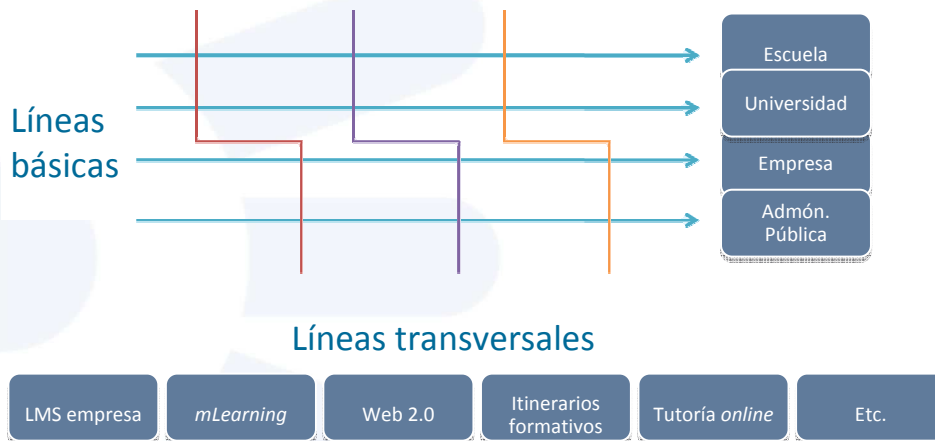 Líneas
básicas
Escuela
Universidad
Empresa
Admón.
Pública
Líneas transversales
LMS empresa
mLearning
Web 2.0
Itinerarios
formativos
Tutoría online
Etc.